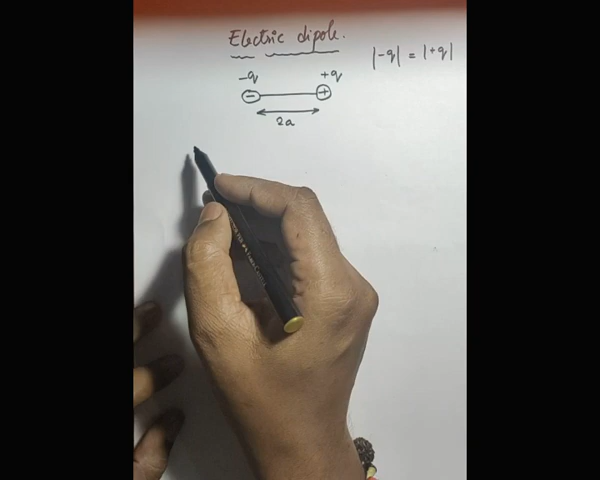 Electric dipole.
|-q| = |+q|
-q +q
- +
2a